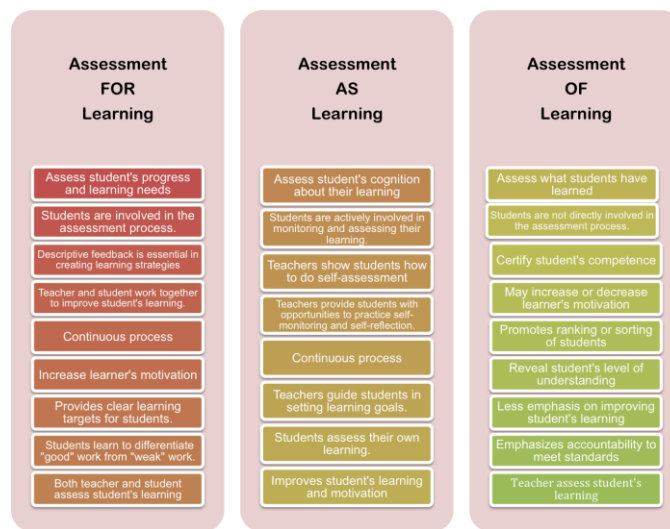 Assessment
FOR
Learning
Assess student's progress
and learning needs
Students are involved in the
assessment process.
Descriptive feedback is essential in
creating learning strategies
Teacher and student work together
to improve student's learning.
Continuous process
Increase learner's motivation
Provides clear learning
targets for students.
Students learn to differentiate
"good" work from "weak" work.
Both teacher and student
assess student's learning
Assessment
AS
Learning
Assess student's cognition
about their learning
Students are actively involved in
monitoring and assessing their
learning.
Teachers show students how
to do self-assessment
Teachers provide students with
opportunities to practice self-
monitoring and self-reflection.
Continuous process
Teachers guide students in
setting learning goals.
Students assess their own
learning.
Improves student's learning
and motivation
Assessment
OF
Learning
Assess what students have
learned
Students are not directly involved in
the assessment process.
Certify student's competence
May increase or decrease
learner's motivation
Promotes ranking or sorting
of students
Reveal student's level of
understanding
Less emphasis on improving
student's learning
Emphasizes accountability to
meet standards
Teacher assess student's
learning